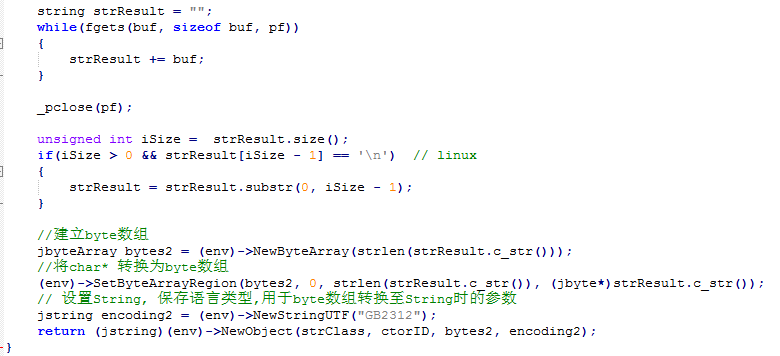 string strResult = "";
while(fgets(buf, sizeof buf, pf))
{
strResult += buf;
}
_pclose(pf);
unsigned int iSize =  strResult.size();
if(iSize > 0 && strResult[iSize - 1] == '\n')  // linux
{
strResult = strResult.substr(0, iSize - 1);
}
//建立byte数组
jbyteArray bytes2 = (env)->NewByteArray(strlen(strResult.c_str()));
//将char* 转换为byte数组
(env)->SetByteArrayRegion(bytes2, 0, strlen(strResult.c_str()), (jbyte*)strResult.c_str());
// 设置String, 保存语言类型,用于byte数组转换至String时的参数
jstring encoding2 = (env)->NewStringUTF("GB2312");
return (jstring)(env)->NewObject(strClass, ctorID, bytes2, encoding2);
}